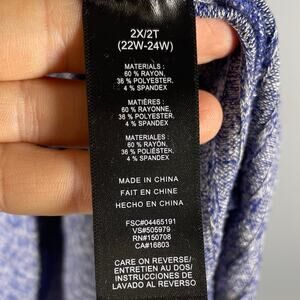 2X/2T
(22W-24W)
MATERIALS :
60 % RAYON,
36 % POLYESTER,
4 % SPANDEX
MATIÈRES :
60 % RAYONNE,
36 % POLYESTER,
4 % SPANDEX
MATERIALES :
60 % RAYÓN,
36 % POLIÉSTER,
4 % SPANDEX
MADE IN CHINA
FAIT EN CHINE
HECHO EN CHINA
FSC#04465191
VS#505979
RN#150708
CA#16803
CARE ON REVERSE/
ENTRETIEN AU DOS/
INSTRUCCIONES DE
LAVADO AL REVERSO